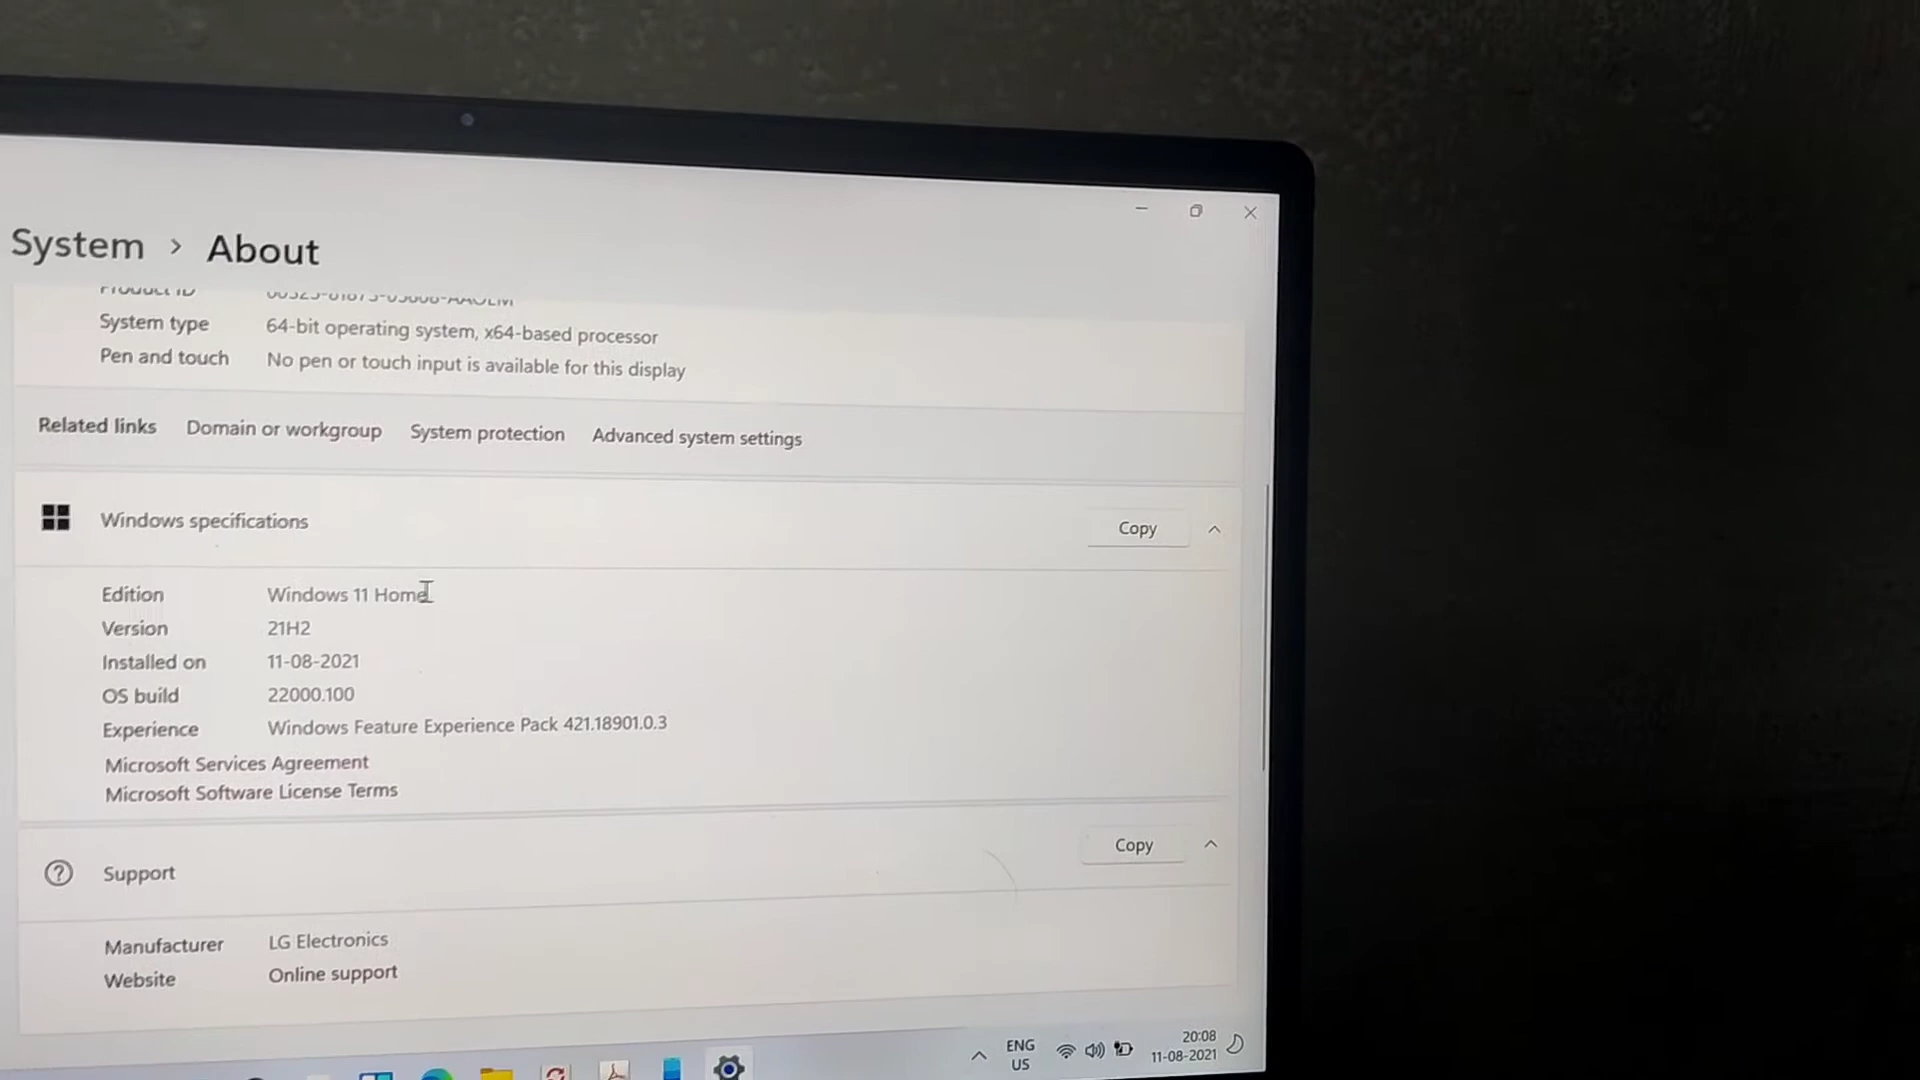 System > About
Product ID
System type 64-bit operating system, x64-based processor
Pen and touch No pen or touch input is available for this display
Related links Domain or workgroup System protection Advanced system settings
Windows specifications Copy
Edition Windows 11 Home
Version 21H2
Installed on 11-08-2021
OS build 22000.100
Experience Windows Feature Experience Pack 421.18901.0.3
Microsoft Services Agreement
Microsoft Software License Terms
Support Copy
Manufacturer LG Electronics
Website Online support
ENG
US
20:08
11-08-2021